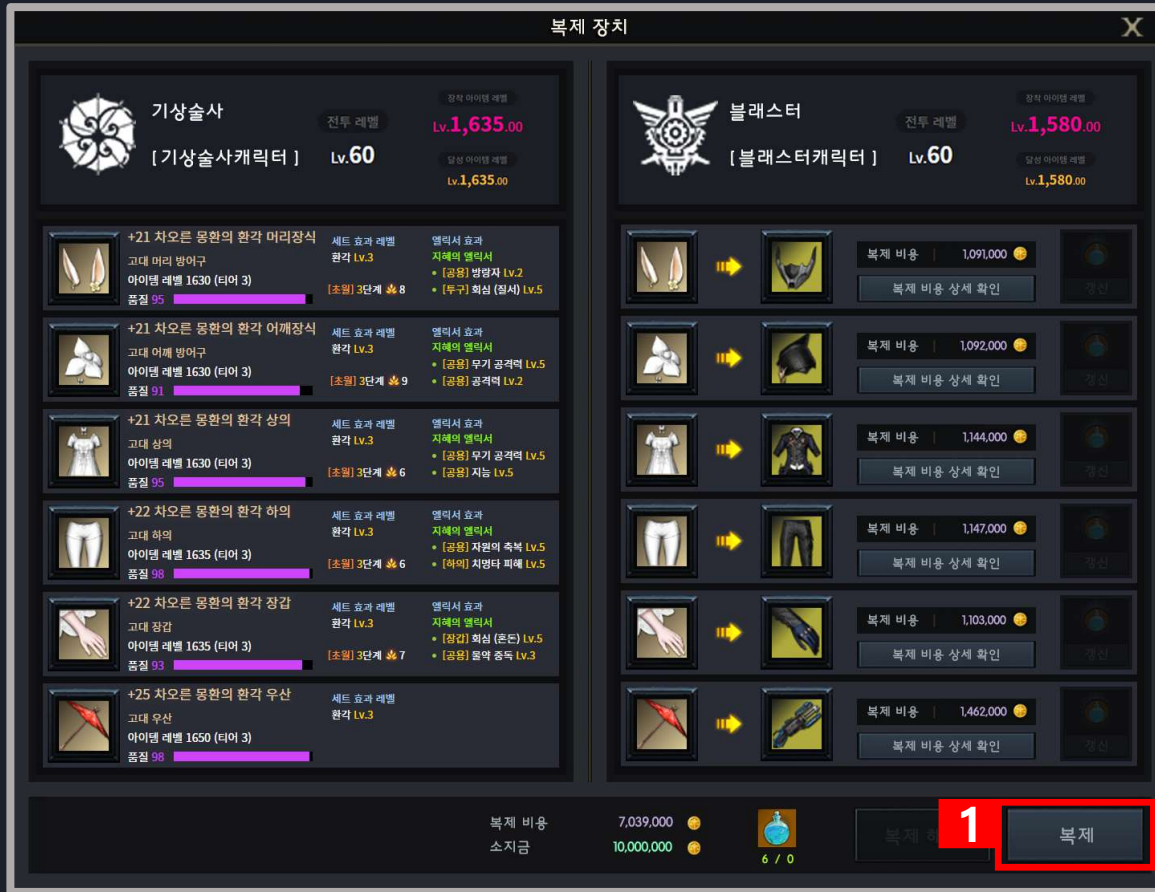 복제 장치
X
기상술사
[ 기상술사캐릭터 ]
전투 레벨
Lv.60
장착 아이템 레벨
Lv.1,635.00
달성 아이템 레벨
Lv.1,635.00
블래스터
[ 블래스터캐릭터 ]
전투 레벨
Lv.60
장착 아이템 레벨
Lv.1,580.00
달성 아이템 레벨
Lv.1,580.00
+21 차오른 몽환의 환각 머리장식
고대 머리 방어구
아이템 레벨 1630 (티어 3)
품질 95
세트 효과 레벨
환각 Lv.3
[초월] 3단계 8
엘릭서 효과
지혜의 엘릭서
• [공용] 방랑자 Lv.2
• [투구] 회심 (질서) Lv.5
복제 비용 | 1,091,000
복제 비용 상세 확인
갱신
+21 차오른 몽환의 환각 어깨장식
고대 어깨 방어구
아이템 레벨 1630 (티어 3)
품질 91
세트 효과 레벨
환각 Lv.3
[초월] 3단계 9
엘릭서 효과
지혜의 엘릭서
• [공용] 무기 공격력 Lv.5
• [공용] 공격력 Lv.2
복제 비용 | 1,092,000
복제 비용 상세 확인
갱신
+21 차오른 몽환의 환각 상의
고대 상의
아이템 레벨 1630 (티어 3)
품질 95
세트 효과 레벨
환각 Lv.3
[초월] 3단계 6
엘릭서 효과
지혜의 엘릭서
• [공용] 무기 공격력 Lv.5
• [공용] 지능 Lv.5
복제 비용 | 1,144,000
복제 비용 상세 확인
갱신
+22 차오른 몽환의 환각 하의
고대 하의
아이템 레벨 1635 (티어 3)
품질 98
세트 효과 레벨
환각 Lv.3
[초월] 3단계 6
엘릭서 효과
지혜의 엘릭서
• [공용] 자원의 축복 Lv.5
• [하의] 치명타 피해 Lv.5
복제 비용 | 1,147,000
복제 비용 상세 확인
갱신
+22 차오른 몽환의 환각 장갑
고대 장갑
아이템 레벨 1635 (티어 3)
품질 93
세트 효과 레벨
환각 Lv.3
[초월] 3단계 7
엘릭서 효과
지혜의 엘릭서
• [장갑] 회심 (혼돈) Lv.5
• [공용] 물약 중독 Lv.3
복제 비용 | 1,103,000
복제 비용 상세 확인
갱신
+25 차오른 몽환의 환각 우산
고대 우산
아이템 레벨 1650 (티어 3)
품질 98
세트 효과 레벨
환각 Lv.3
복제 비용 | 1,462,000
복제 비용 상세 확인
갱신
복제 비용 7,039,000
소지금 10,000,000
6 / 0
복제
1
복제